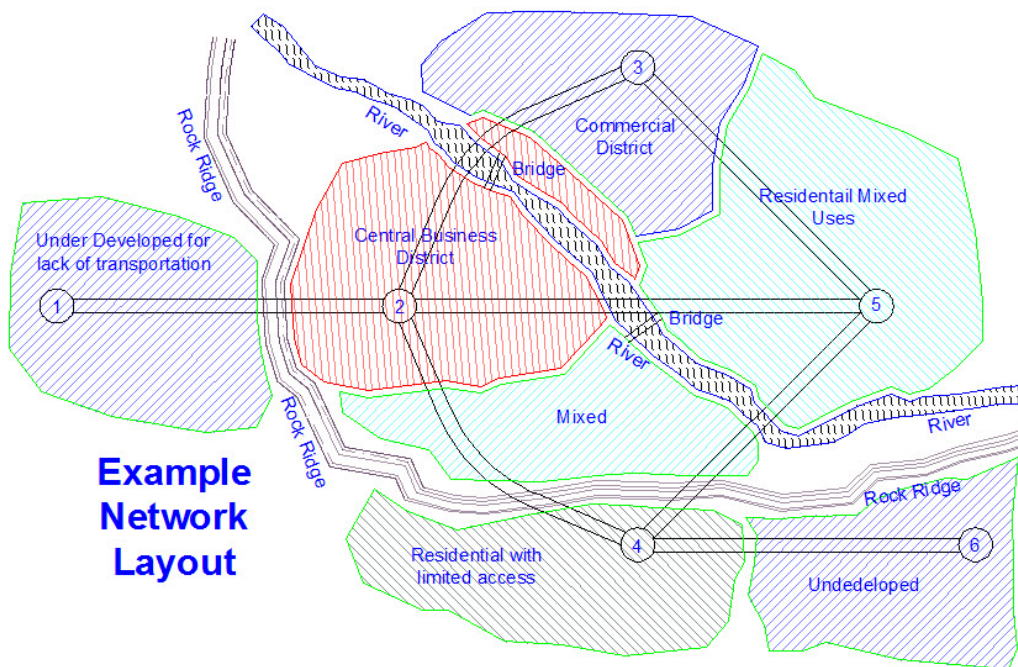 3
River
Commercial
District
Rock Ridge
Bridge
Residentail Mixed
Uses
Under Developed for
lack of transportation
Central Business
District
1
2
5
Bridge
River
Rock Ridge
Mixed
River
Example
Network
Layout
Rock Ridge
4
6
Residential with
limited access
Undedeloped